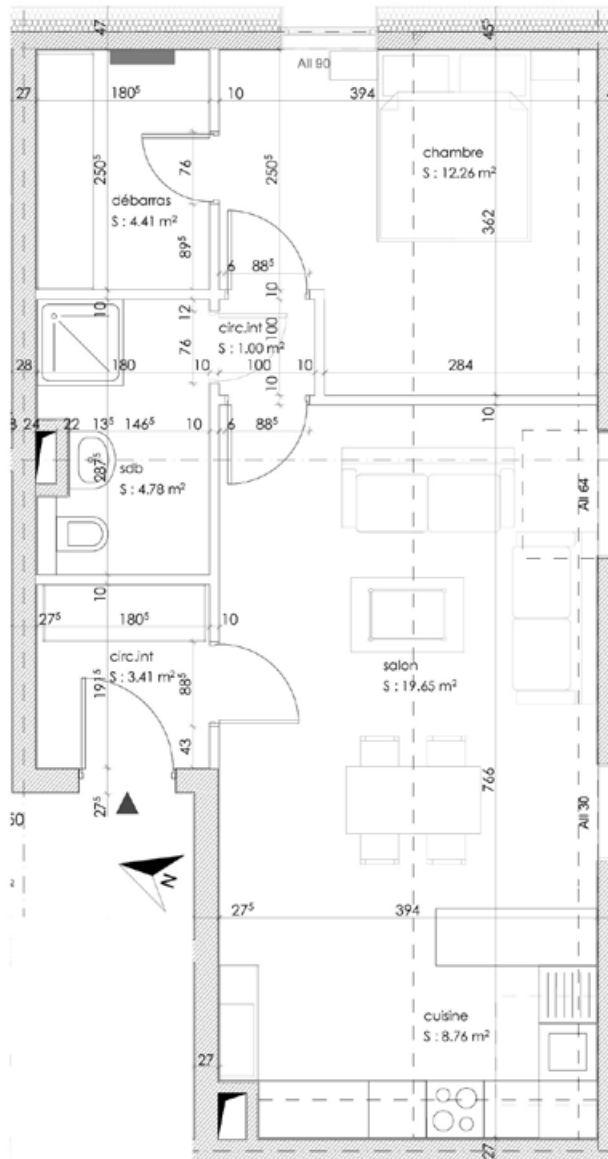 47
45⁵
All 90
27
180⁵
10
394
chambre
S : 12.26 m²
76
250⁵
250⁵
débarras
S : 4.41 m²
362
89⁵
6
88⁵
10
10
12
circ.int
S : 1.00 m²
100
76
28
180
10
100
10
284
10
10
24
22
13⁵
146⁵
10
6
88⁵
287⁵
sdb
S : 4.78 m²
All 64
10
27⁵
180⁵
10
circ.int
S : 3.41 m²
salon
S : 19.65 m²
191⁵
88⁵
43
766
27⁵
All 30
N
27⁵
394
cuisine
S : 8.76 m²
27
27